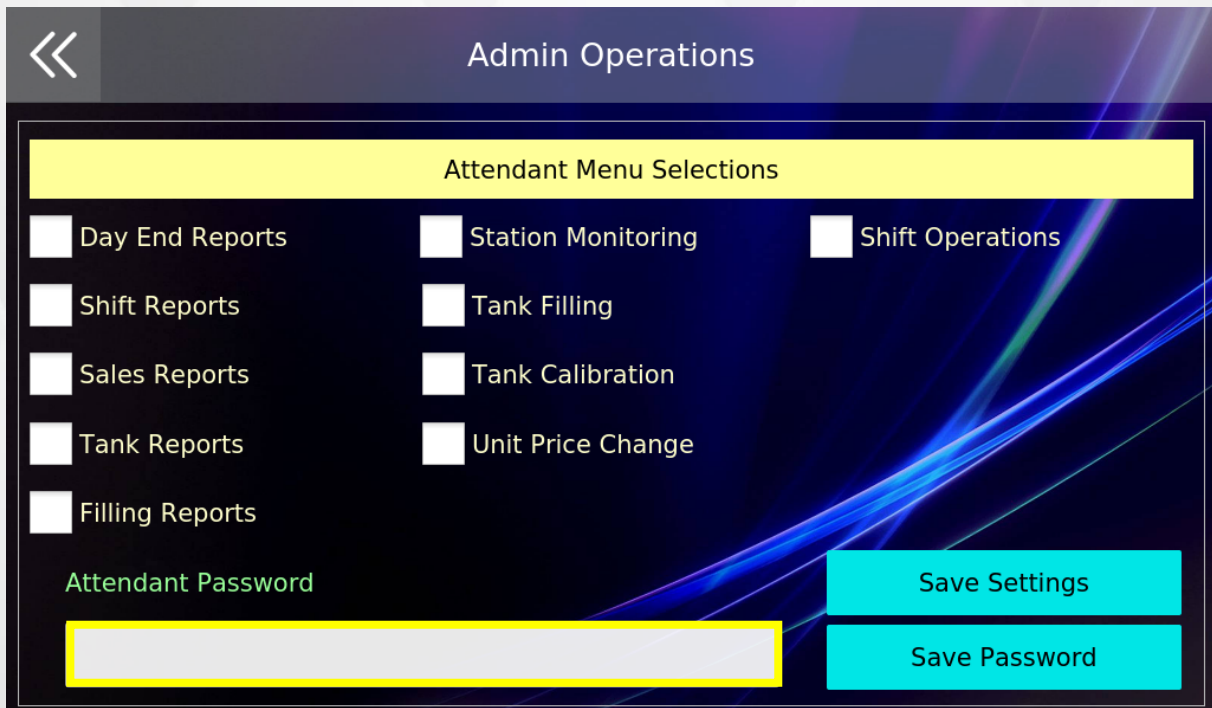 Admin Operations
Attendant Menu Selections
Day End Reports
Station Monitoring
Shift Operations
Shift Reports
Tank Filling
Sales Reports
Tank Calibration
Tank Reports
Unit Price Change
Filling Reports
Attendant Password
Save Settings
Save Password